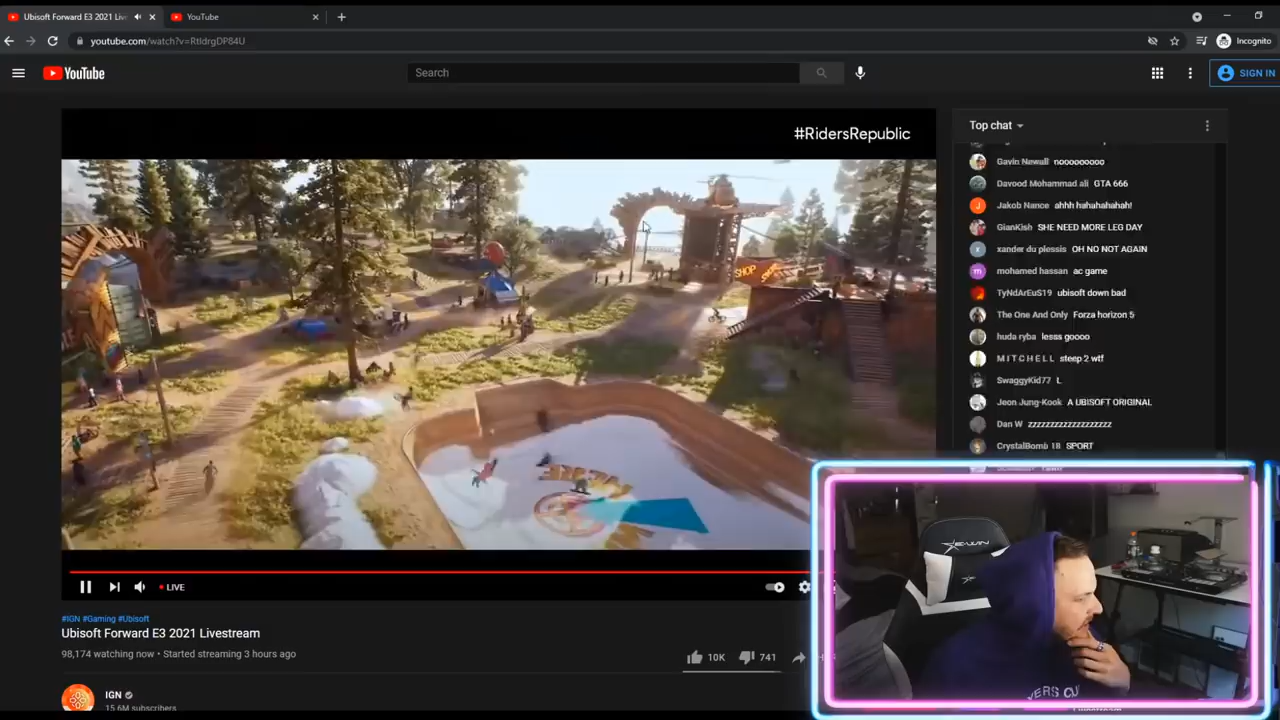 Ubisoft Forward E3 2021 Live
YouTube
youtube.com/watch?v=RtldrgDP84U
Incognito
YouTube
Search
SIGN IN
#RidersRepublic
Top chat
Gavin Newull nooooooooo
Davood Mohammad ali GTA 666
Jakob Nance ahhh hahahahahah!
GianKish SHE NEED MORE LEG DAY
xander du plessis OH NO NOT AGAIN
mohamed hassan ac game
TyNdArEuS19 ubisoft down bad
The One And Only Forza horizon 5
huda ryba lesss goooo
M I T C H E L L steep 2 wtf
SwaggyKid77 L
Jeon Jung-Kook A UBISOFT ORIGINAL
Dan W zzzzzzzzzzzzzzzzzzzz
CrystalBomb 18 SPORT
SHOP
LIVE
#IGN #Gaming #Ubisoft
Ubisoft Forward E3 2021 Livestream
98,174 watching now • Started streaming 3 hours ago
10K
741
IGN
15.6M subscribers